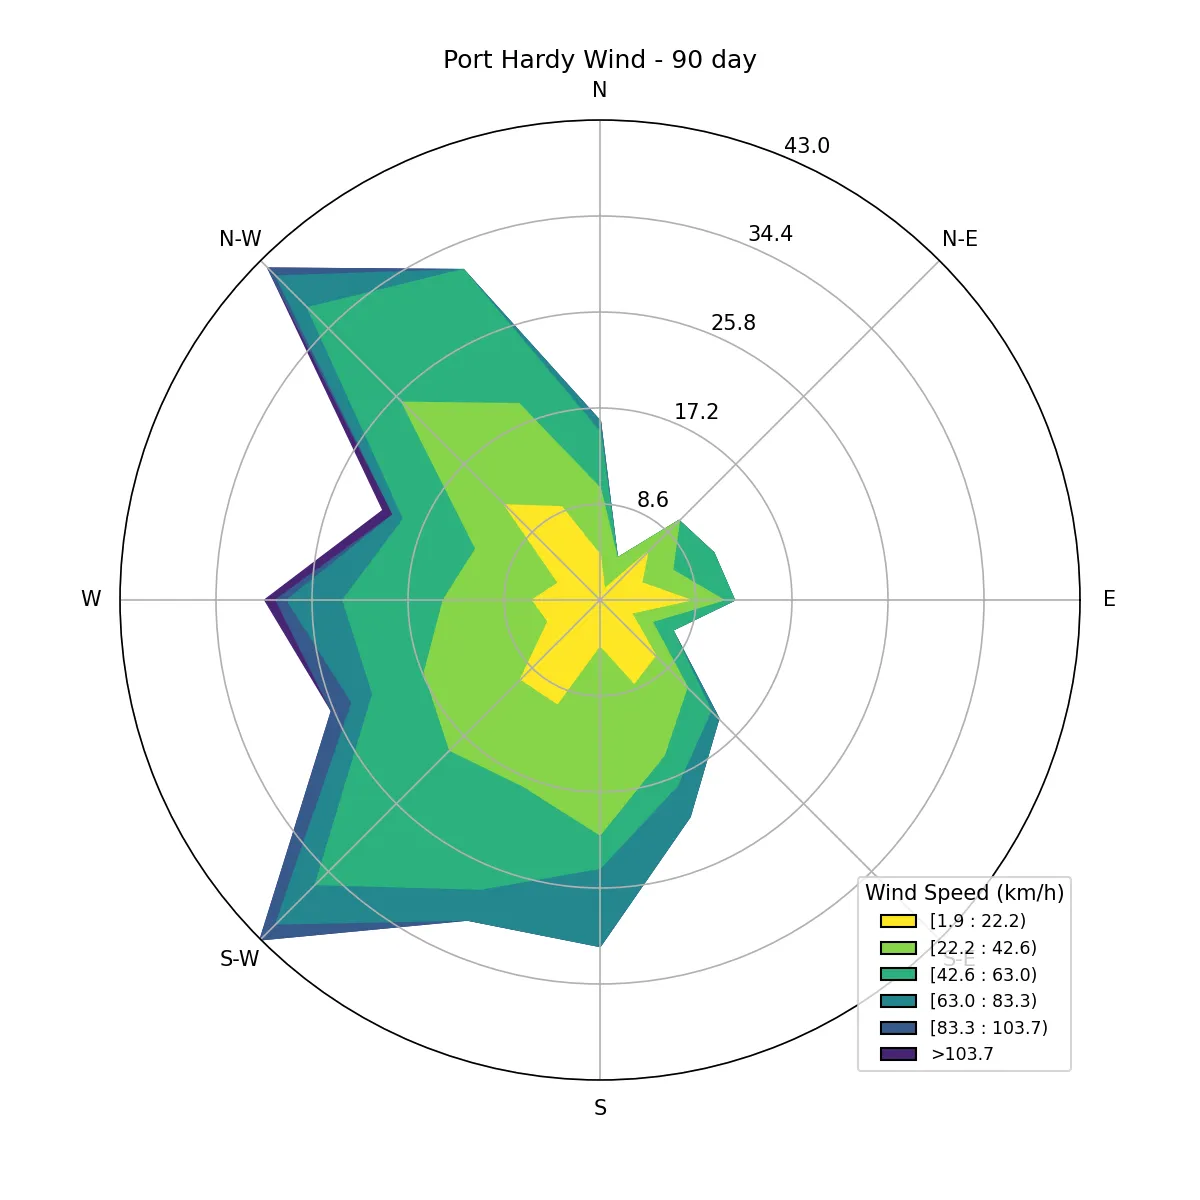 Port Hardy Wind - 90 day
N
43.0
34.4
N-W
N-E
25.8
17.2
8.6
W
E
Wind Speed (km/h)
[1.9 : 22.2)
[22.2 : 42.6)
S-W
S-E
[42.6 : 63.0)
[63.0 : 83.3)
[83.3 : 103.7)
>103.7
S